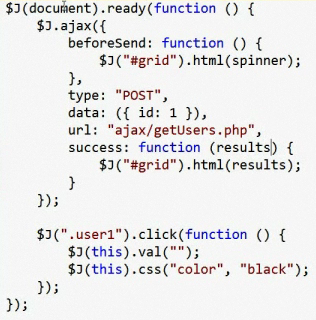 $J(document).ready(function () {
    $J.ajax({
        beforeSend: function () {
            $J("#grid").html(spinner);
        },
        type: "POST",
        data: ({ id: 1 }),
        url: "ajax/getUsers.php",
        success: function (results) {
            $J("#grid").html(results);
        }
    });

    $J(".user1").click(function () {
        $J(this).val("");
        $J(this).css("color", "black");
    });
});